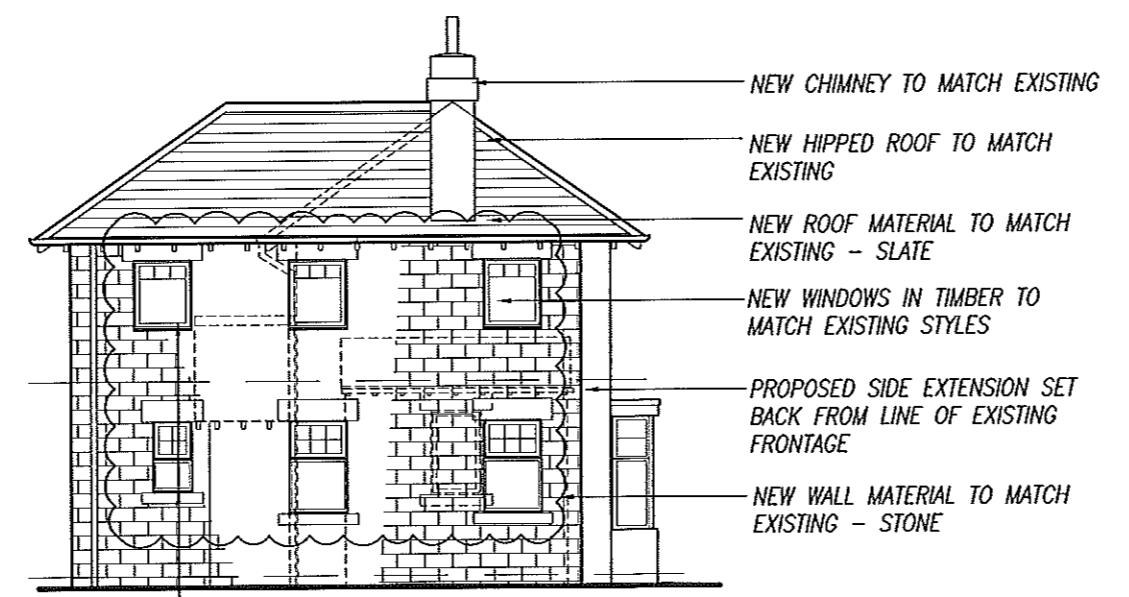 NEW CHIMNEY TO MATCH EXISTING
NEW HIPPED ROOF TO MATCH
EXISTING
NEW ROOF MATERIAL TO MATCH
EXISTING – SLATE
NEW WINDOWS IN TIMBER TO
MATCH EXISTING STYLES
PROPOSED SIDE EXTENSION SET
BACK FROM LINE OF EXISTING
FRONTAGE
NEW WALL MATERIAL TO MATCH
EXISTING – STONE